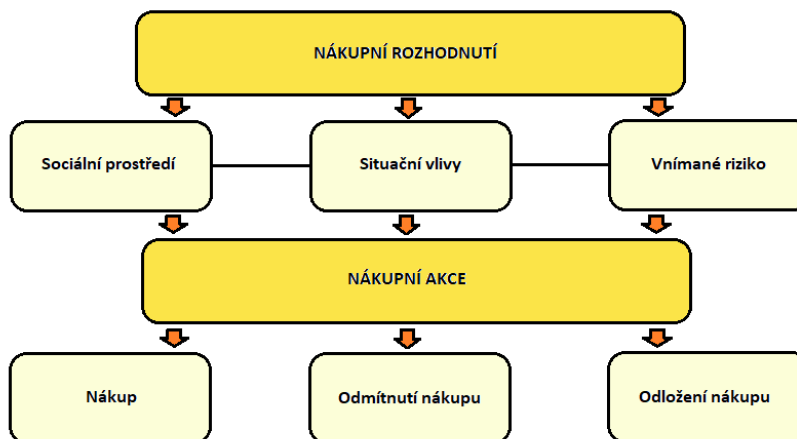 NÁKUPNÍ ROZHODNUTÍ
Sociální prostředí
Situační vlivy
Vnímané riziko
NÁKUPNÍ AKCE
Nákup
Odmítnutí nákupu
Odložení nákupu